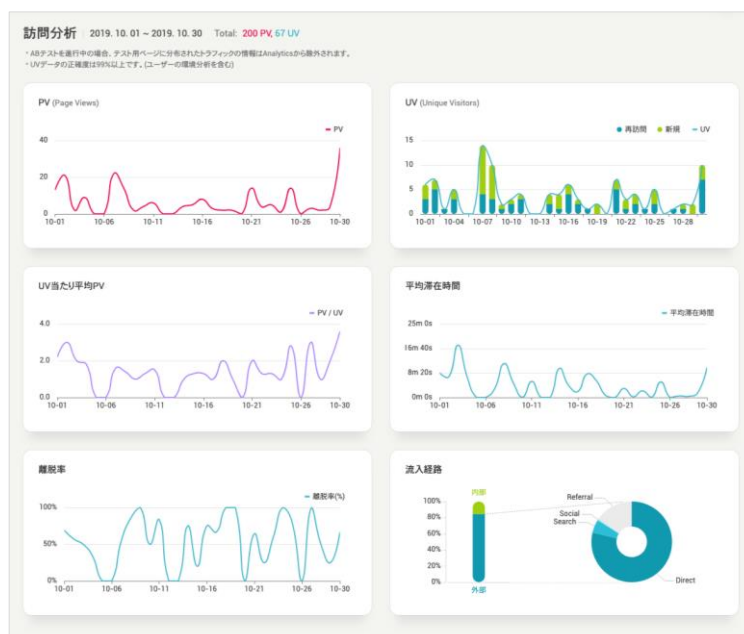 訪問分析 2019. 10. 01 ~ 2019. 10. 30 Total: 200 PV, 67 UV
・ABテストを進行中の場合、テスト用ページに分布されたトラフィックの情報はAnalyticsから除外されます。
・UVデータの正確度は99%以上です。(ユーザーの環境分析を含む)
PV (Page Views)
PV
40
20
0
10-01 10-06 10-11 10-16 10-21 10-26 10-30
UV (Unique Visitors)
再訪問 新規 UV
15
10
5
0
10-01 10-04 10-07 10-10 10-13 10-16 10-19 10-22 10-25 10-28
UV当たり平均PV
PV / UV
4.0
2.0
0.0
10-01 10-06 10-11 10-16 10-21 10-26 10-30
平均滞在時間
平均滞在時間
25m 0s
16m 40s
8m 20s
0m 0s
10-01 10-06 10-11 10-16 10-21 10-26 10-30
離脱率
離脱率(%)
100%
50%
0%
10-01 10-06 10-11 10-16 10-21 10-26 10-30
流入経路
内部
100%
80%
60%
40%
20%
0%
外部
Referral
Social
Search
Direct